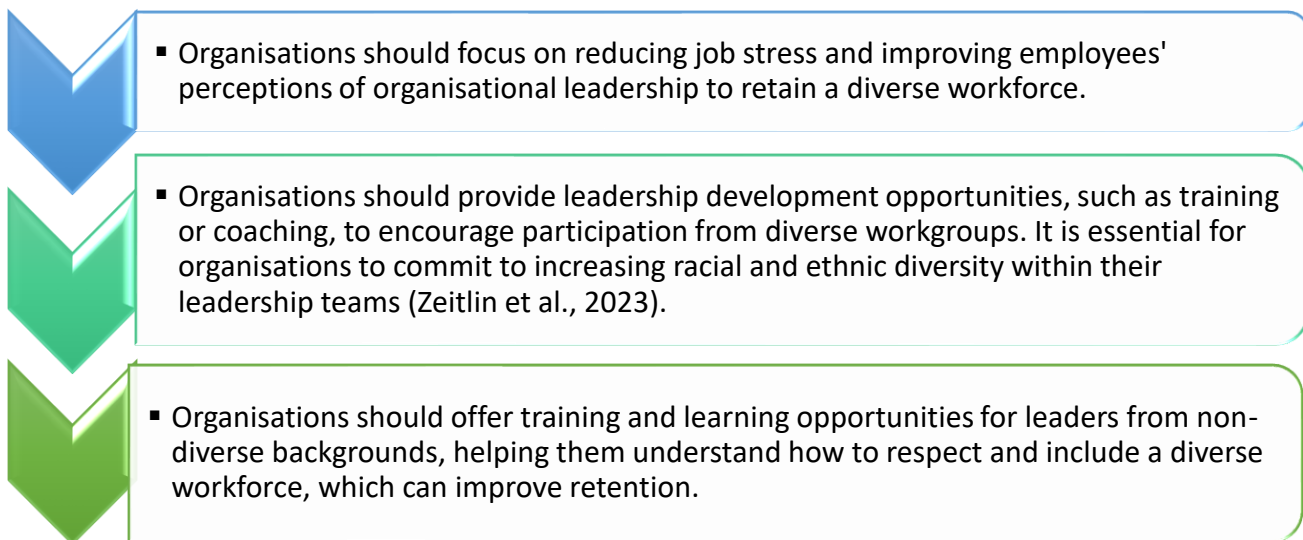 ▪ Organisations should focus on reducing job stress and improving employees'
perceptions of organisational leadership to retain a diverse workforce.
▪ Organisations should provide leadership development opportunities, such as training
or coaching, to encourage participation from diverse workgroups. It is essential for
organisations to commit to increasing racial and ethnic diversity within their
leadership teams (Zeitlin et al., 2023).
▪ Organisations should offer training and learning opportunities for leaders from non-
diverse backgrounds, helping them understand how to respect and include a diverse
workforce, which can improve retention.